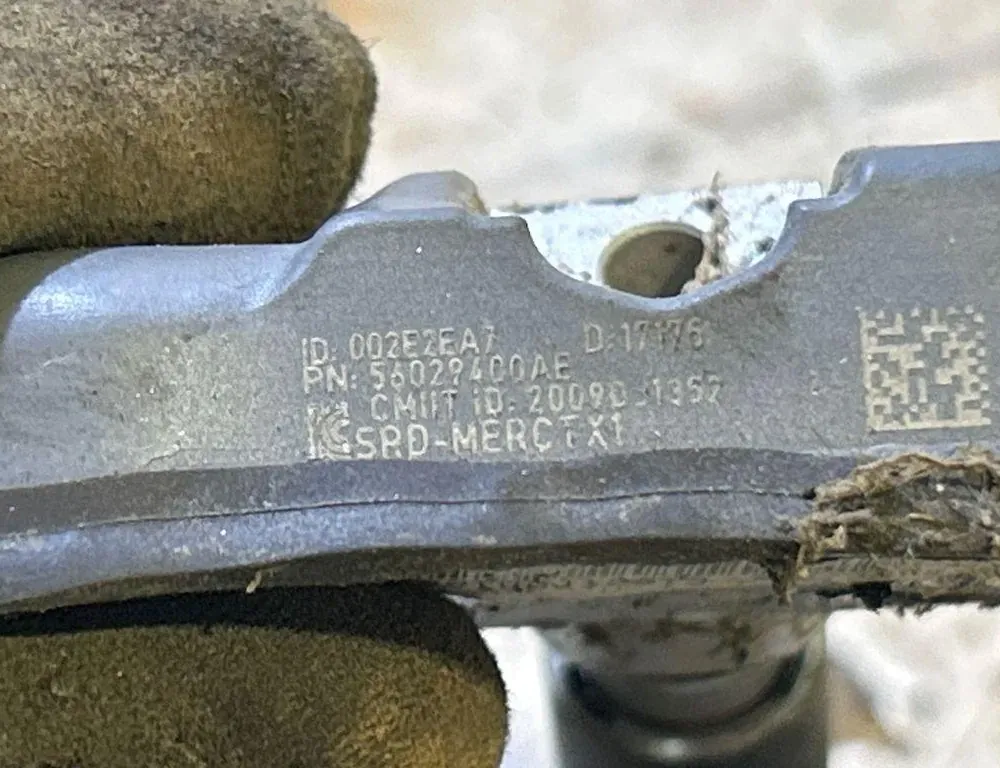 ID: 002E2EA7 D:17176
PN: 56029400AE
CMIIT ID: 2009DJ1352
SRD-MERCTX1